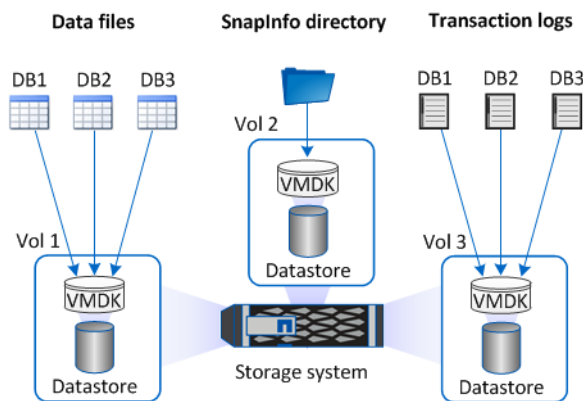 Data files
SnapInfo directory
Transaction logs
DB1 DB2 DB3
DB1 DB2 DB3
Vol 2
VMDK
Datastore
Vol 1
VMDK
Datastore
Vol 3
VMDK
Datastore
Storage system